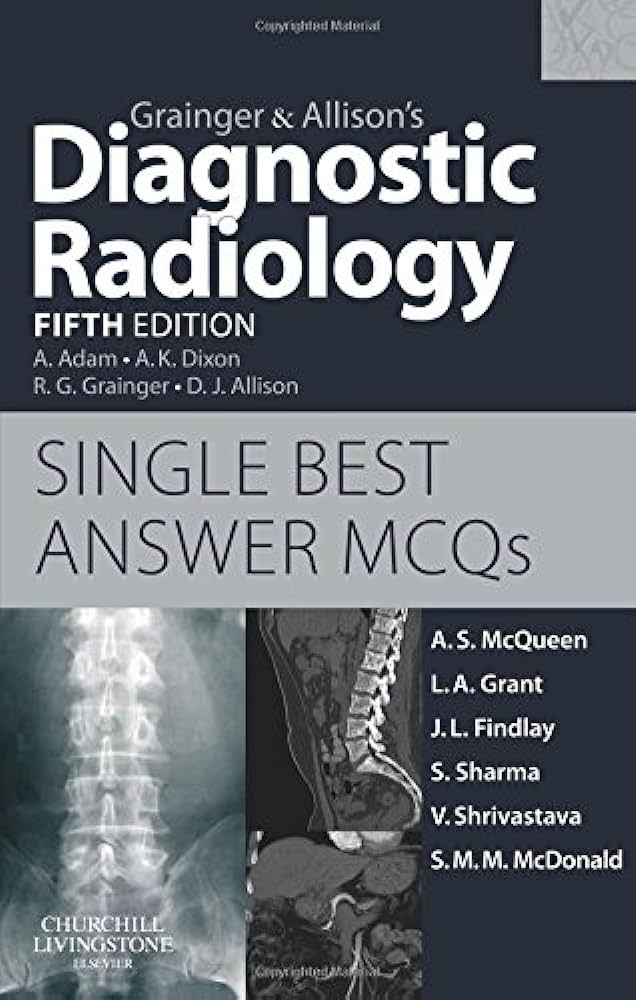 Copyrighted Material
Grainger & Allison's
Diagnostic
Radiology
FIFTH EDITION
A. Adam • A. K. Dixon
R. G. Grainger • D. J. Allison
SINGLE BEST
ANSWER MCQs
A. S. McQueen
L. A. Grant
J. L. Findlay
S. Sharma
V. Shrivastava
S. M. M. McDonald
CHURCHILL
LIVINGSTONE
ELSEVIER
Copyrighted Material